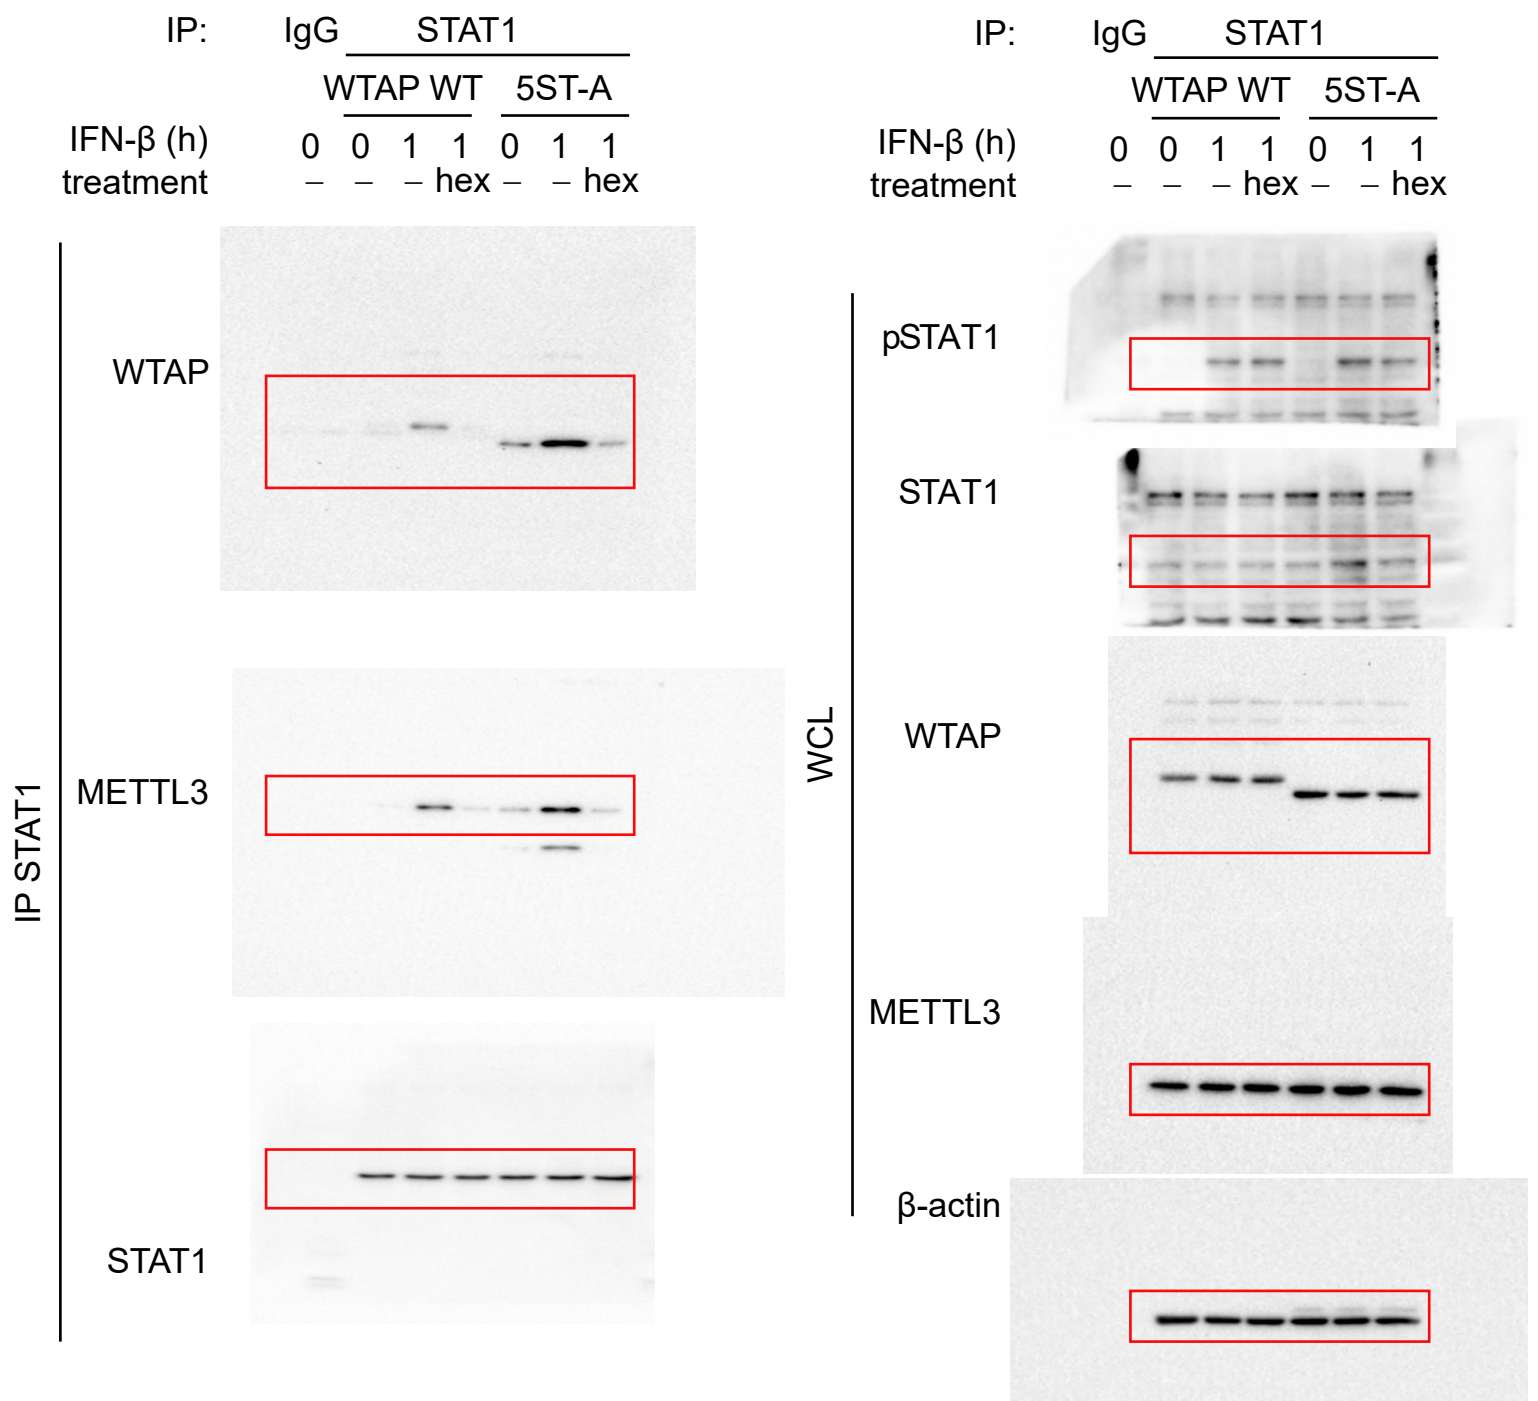 IP: IgG STAT1
WTAP WT 5ST-A
IFN-β (h) 0 0 1 1 0 1 1
treatment – – – hex – – hex
IP STAT1
WTAP
METTL3
STAT1
IP: IgG STAT1
WTAP WT 5ST-A
IFN-β (h) 0 0 1 1 0 1 1
treatment – – – hex – – hex
WCL
pSTAT1
STAT1
WTAP
METTL3
β-actin